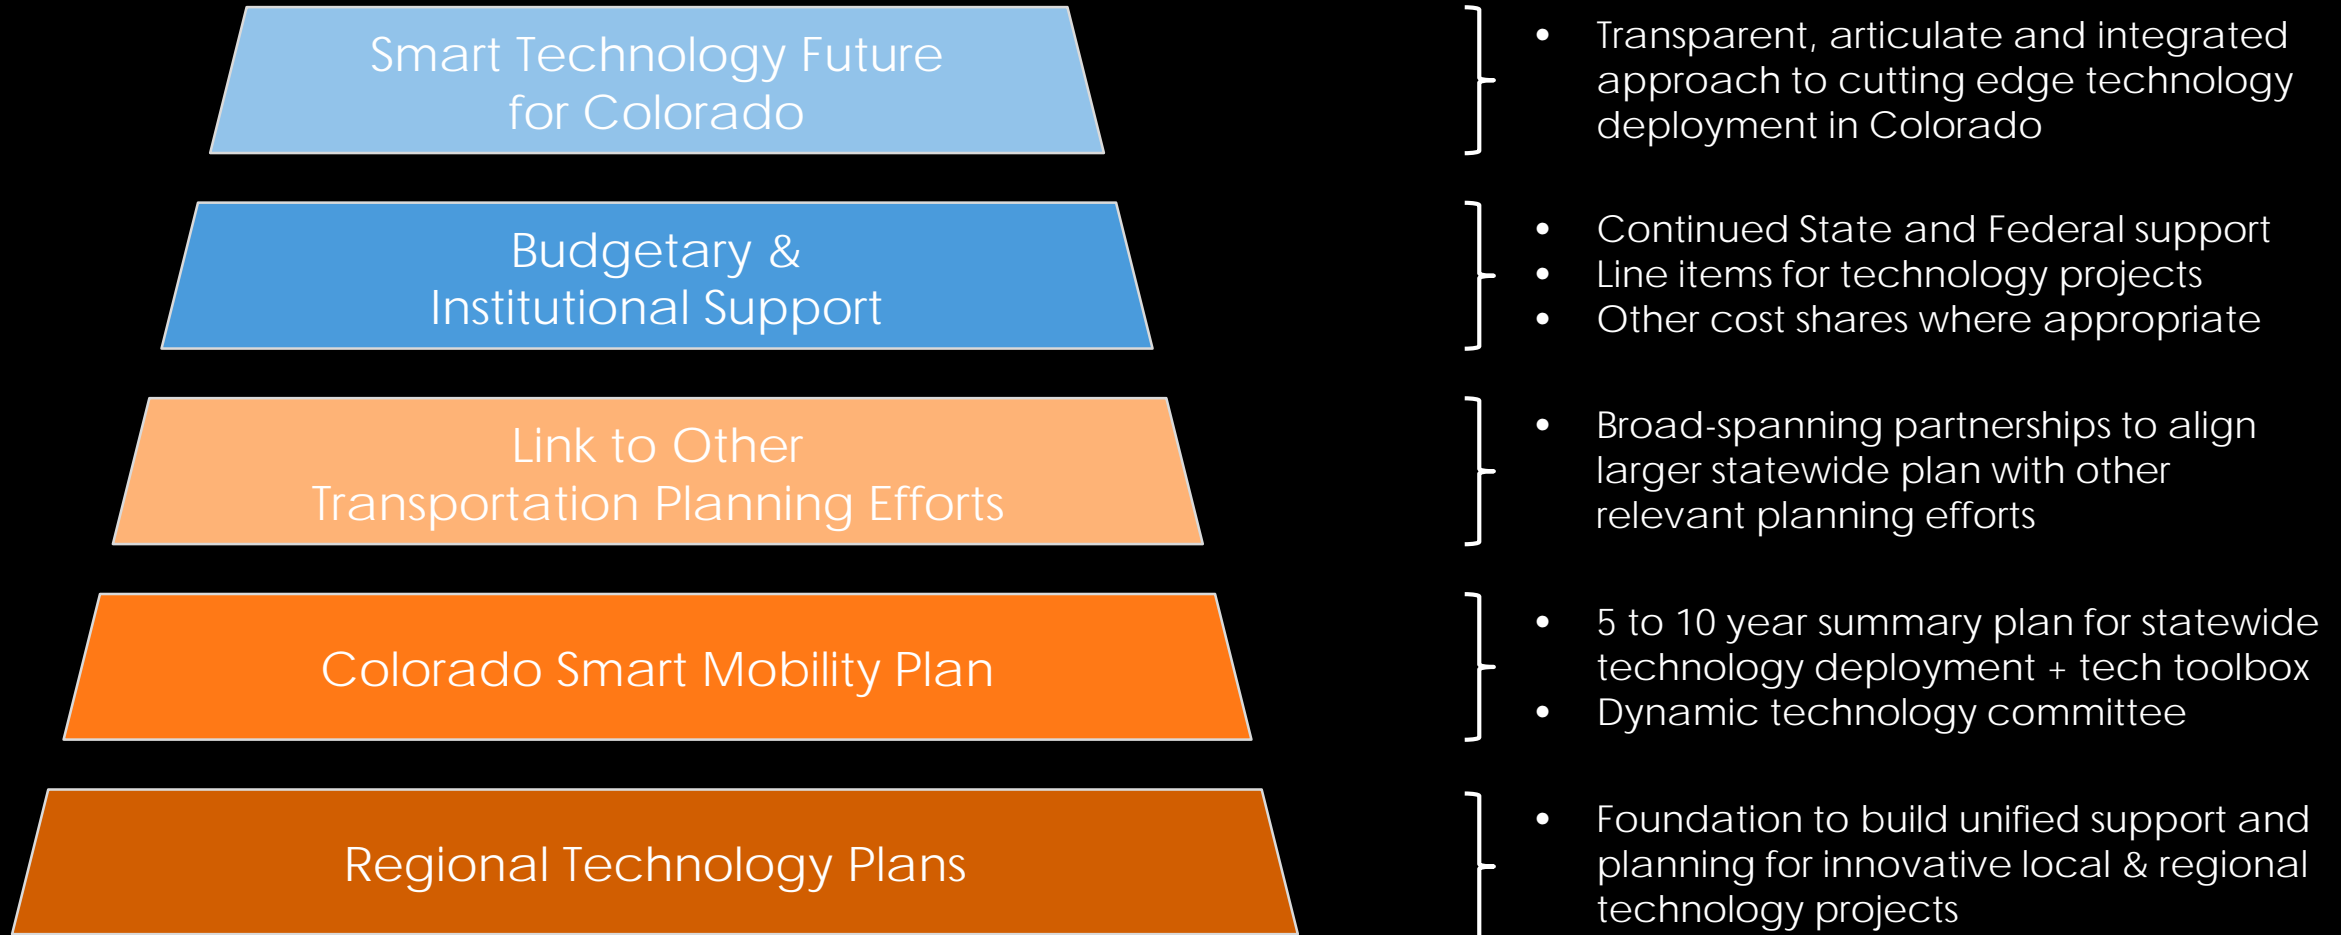 Smart Technology Future
for Colorado
• Transparent, articulate and integrated
approach to cutting edge technology
deployment in Colorado
Budgetary &
Institutional Support
• Continued State and Federal support
• Line items for technology projects
• Other cost shares where appropriate
Link to Other
Transportation Planning Efforts
• Broad-spanning partnerships to align
larger statewide plan with other
relevant planning efforts
Colorado Smart Mobility Plan
• 5 to 10 year summary plan for statewide
technology deployment + tech toolbox
• Dynamic technology committee
Regional Technology Plans
• Foundation to build unified support and
planning for innovative local & regional
technology projects